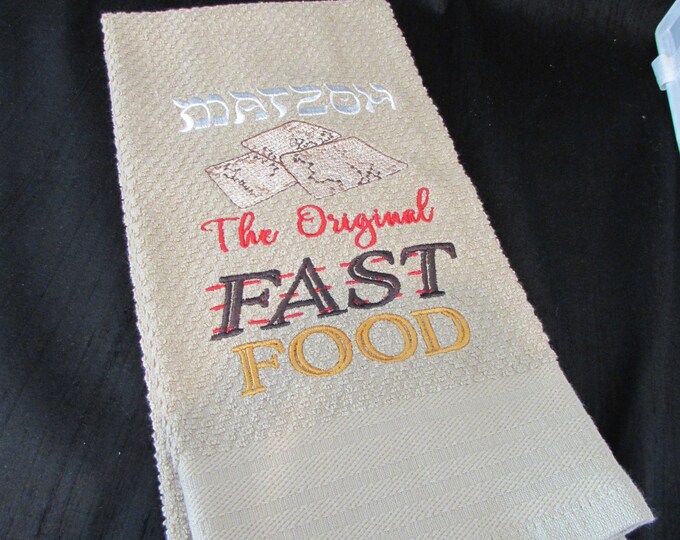 MATZOH
The Original
FAST
FOOD